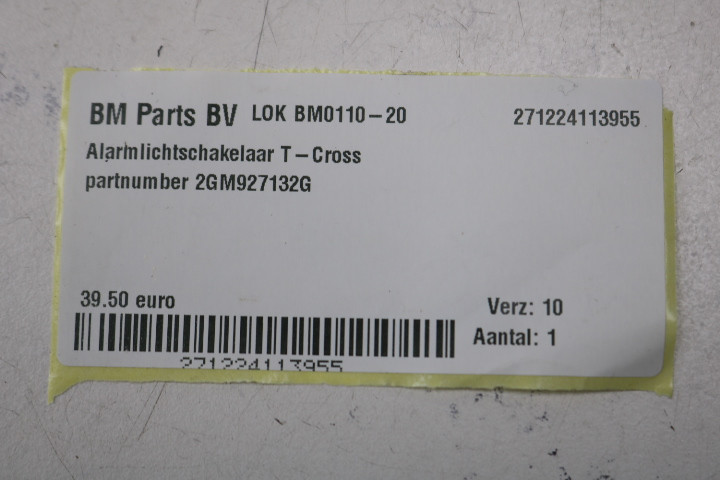 BM Parts BV LOK BM0110-20 271224113955
Alarmlichtschakelaar T-Cross
partnumber 2GM927132G
39.50 euro
Verz: 10
Aantal: 1
271224113955